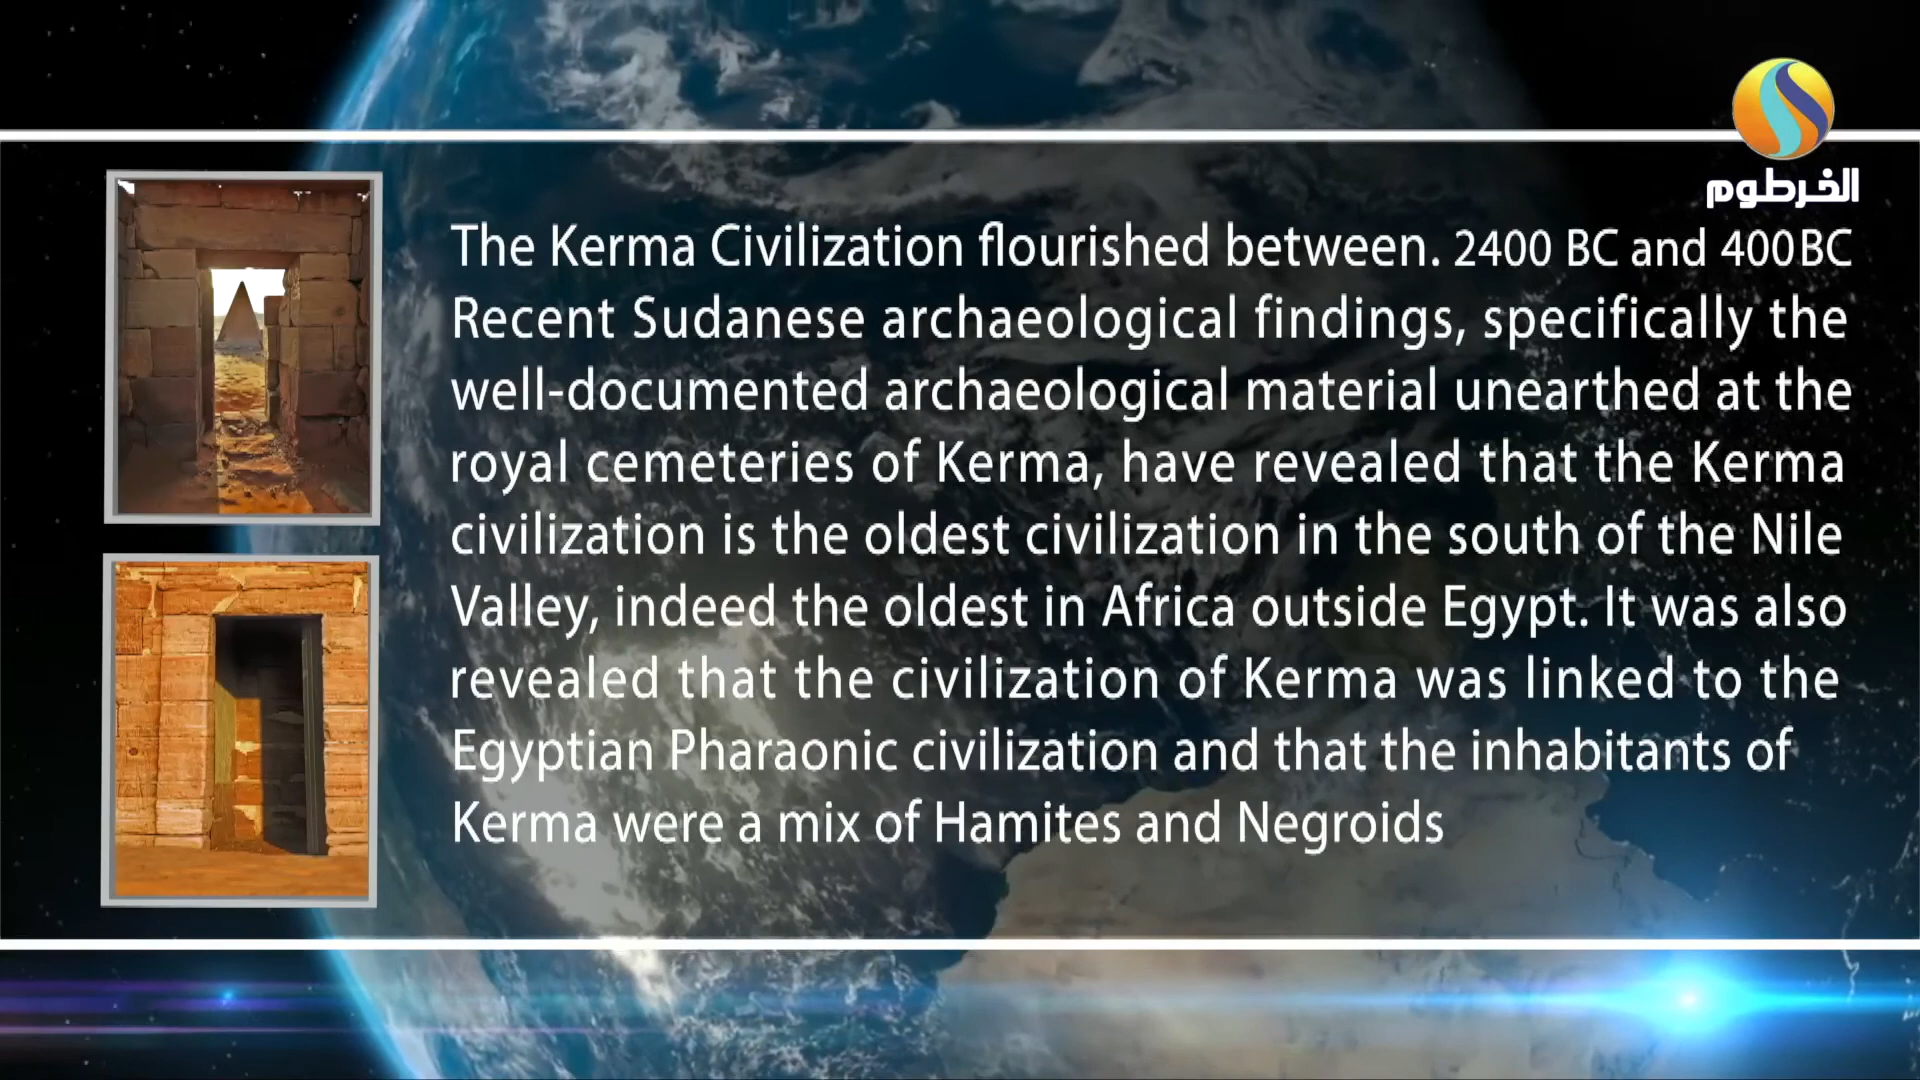 الخرطوم
The Kerma Civilization flourished between. 2400 BC and 400BC
Recent Sudanese archaeological findings, specifically the
well-documented archaeological material unearthed at the
royal cemeteries of Kerma, have revealed that the Kerma
civilization is the oldest civilization in the south of the Nile
Valley, indeed the oldest in Africa outside Egypt. It was also
revealed that the civilization of Kerma was linked to the
Egyptian Pharaonic civilization and that the inhabitants of
Kerma were a mix of Hamites and Negroids